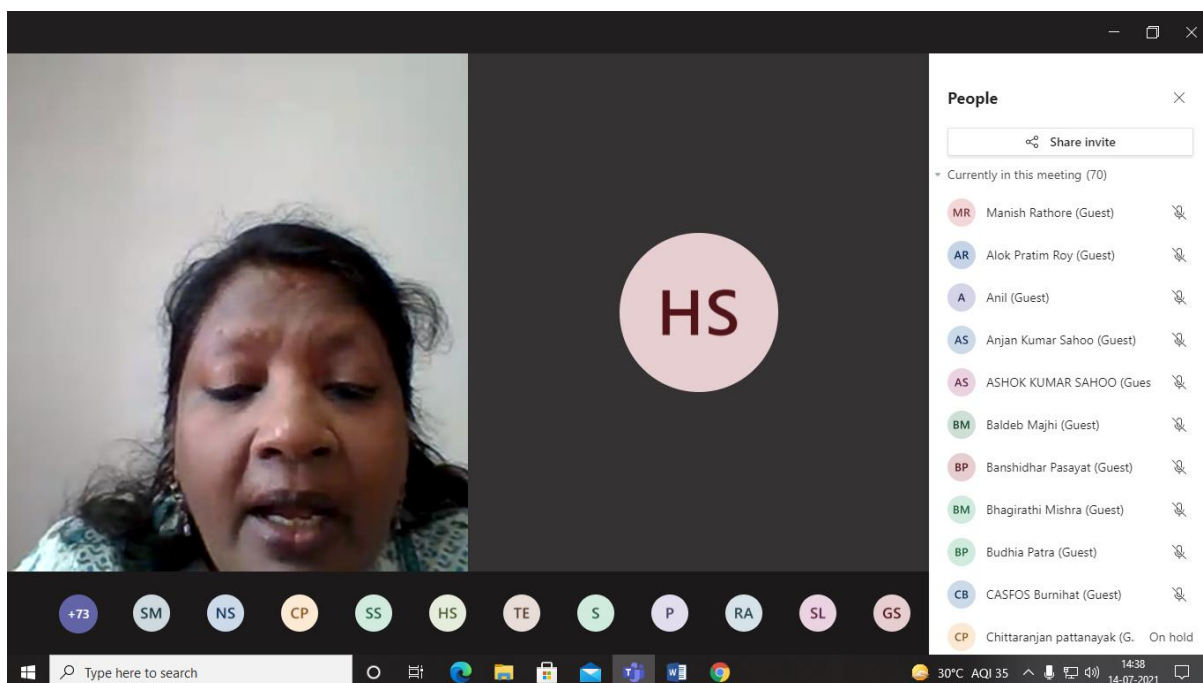 People
Share invite
Currently in this meeting (70)
MR Manish Rathore (Guest)
AR Alok Pratim Roy (Guest)
A Anil (Guest)
AS Anjan Kumar Sahoo (Guest)
AS ASHOK KUMAR SAHOO (Gues
BM Baldeb Majhi (Guest)
BP Banshidhar Pasayat (Guest)
BM Bhagirathi Mishra (Guest)
BP Budhia Patra (Guest)
CB CASFOS Burnihat (Guest)
CP Chittaranjan pattanayak (G. On hold
HS
+73 SM NS CP SS HS TE S P RA SL GS
Type here to search
30°C AQI 35 14:38
14-07-2021